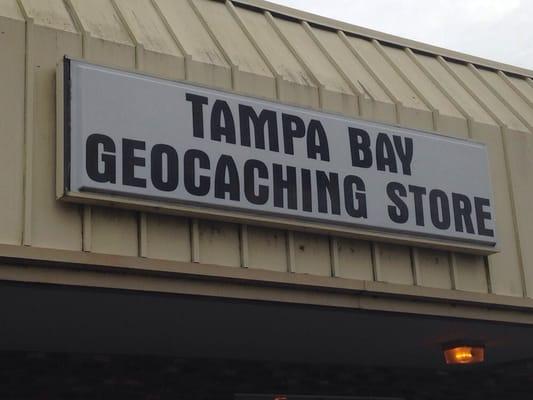 TAMPA BAY
GEOCACHING STORE